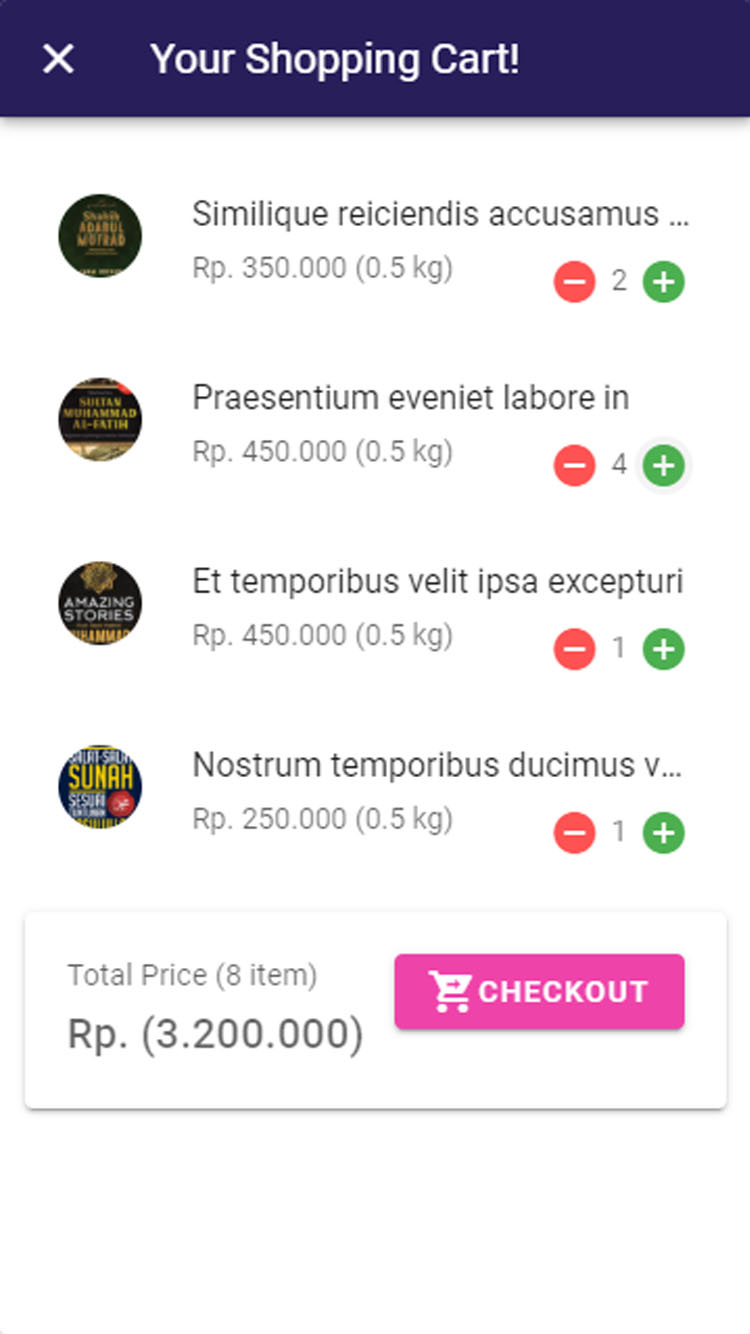 Your Shopping Cart!
Shahih
ADABUL
MUFRAD
Similique reiciendis accusamus ...
Rp. 350.000 (0.5 kg)
2
SULTAN
MUHAMMAD
AL-FATIH
Praesentium eveniet labore in
Rp. 450.000 (0.5 kg)
4
AMAZING
STORIES
MUHAMMAD
Et temporibus velit ipsa excepturi
Rp. 450.000 (0.5 kg)
1
SUNAH
SESUAI
TUNTUNAN
Nostrum temporibus ducimus v...
Rp. 250.000 (0.5 kg)
1
Total Price (8 item)
Rp. (3.200.000)
CHECKOUT